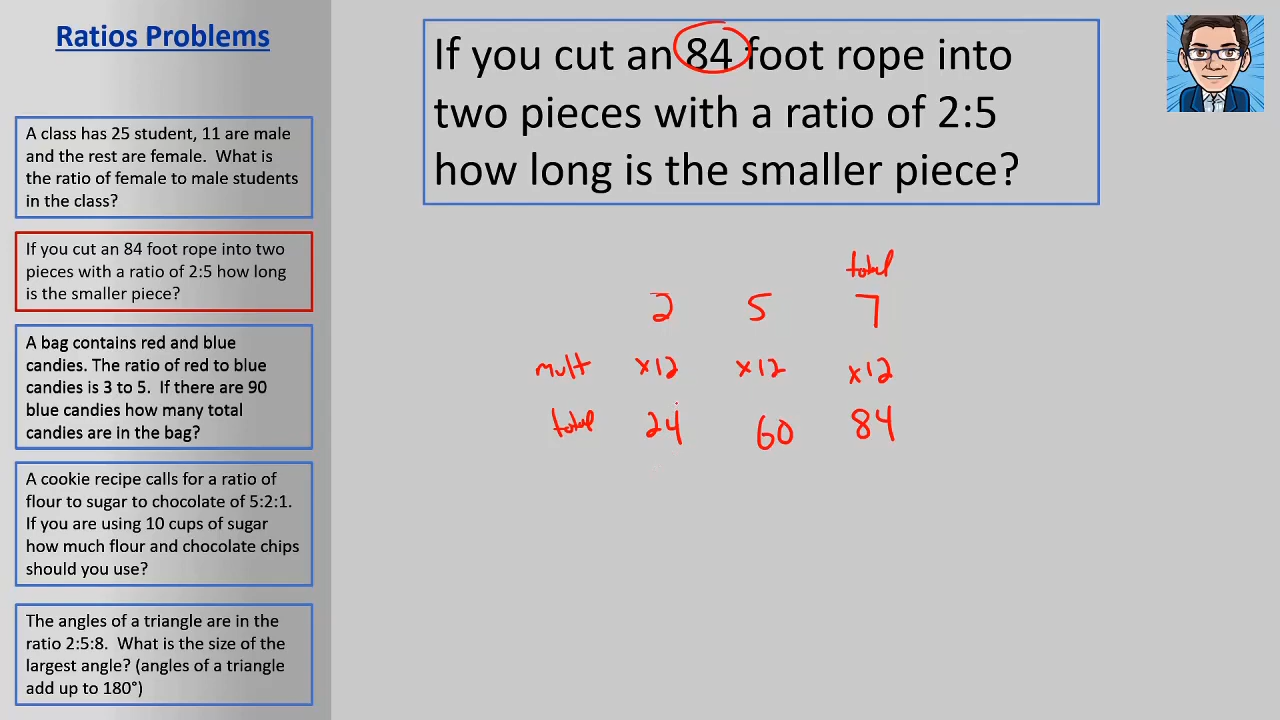 Ratios Problems
A class has 25 student, 11 are male
and the rest are female. What is
the ratio of female to male students
in the class?
If you cut an 84 foot rope into two
pieces with a ratio of 2:5 how long
is the smaller piece?
A bag contains red and blue
candies. The ratio of red to blue
candies is 3 to 5. If there are 90
blue candies how many total
candies are in the bag?
A cookie recipe calls for a ratio of
flour to sugar to chocolate of 5:2:1.
If you are using 10 cups of sugar
how much flour and chocolate chips
should you use?
The angles of a triangle are in the
ratio 2:5:8. What is the size of the
largest angle? (angles of a triangle
add up to 180°)
If you cut an 84 foot rope into
two pieces with a ratio of 2:5
how long is the smaller piece?
total
2 5 7
mult x12 x12 x12
total 24 60 84